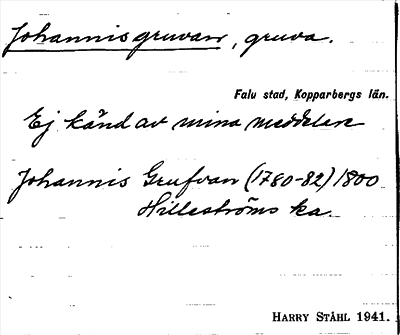 Johannisgruvan, gruva.
Falu stad, Kopparbergs län.
Ej känd av mina meddelare
Johannis Grufvan (1780-82) 1800
Hilleströms ka.
HARRY STÅHL 1941.